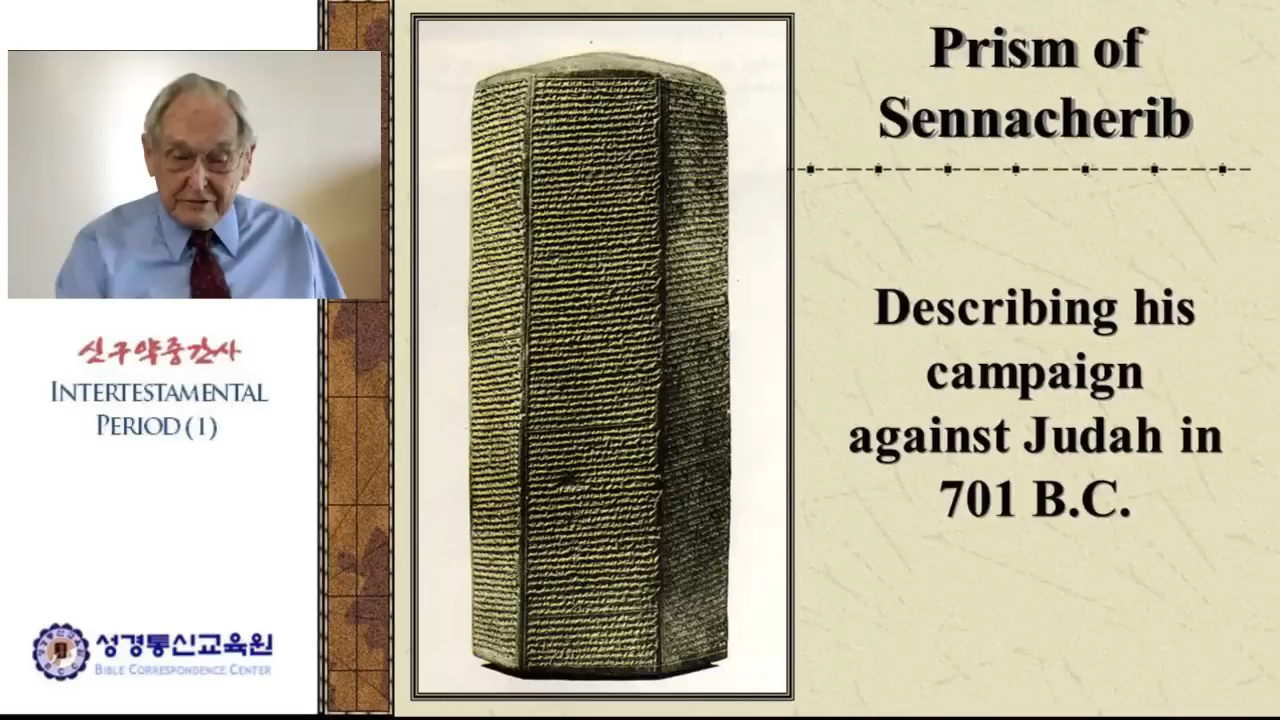 Prism of
Sennacherib
Describing his
campaign
against Judah in
701 B.C.
신구약중간사
INTERTESTAMENTAL
PERIOD (1)
성경통신교육원
BIBLE CORRESPONDENCE CENTER